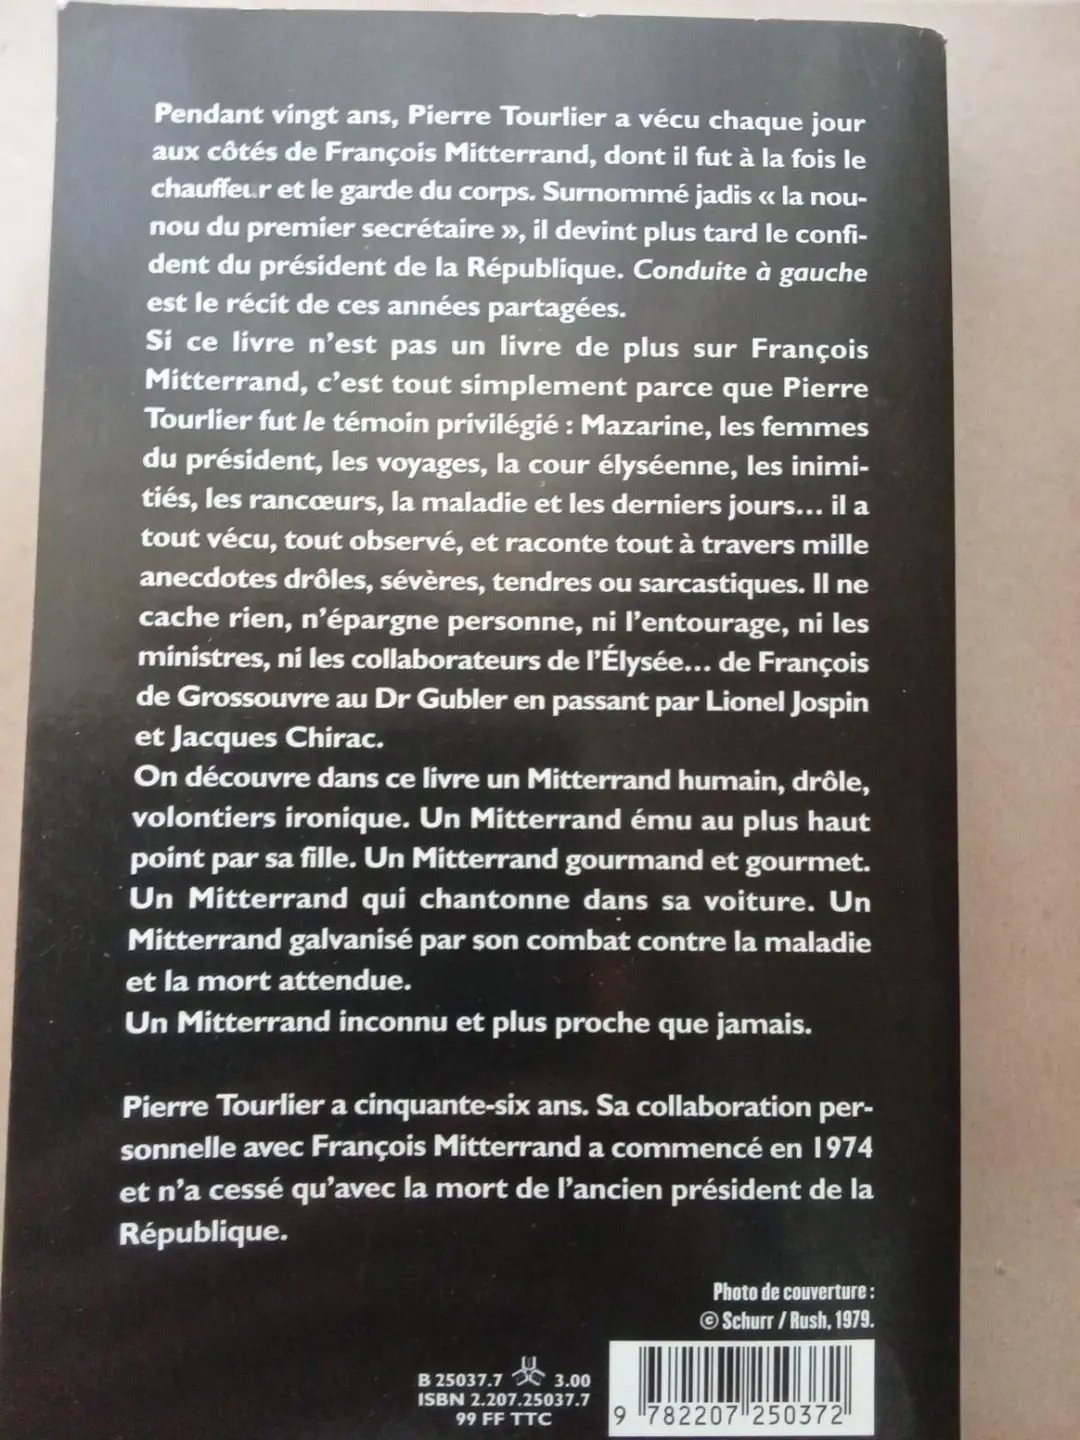 Pendant vingt ans, Pierre Tourlier a vécu chaque jour
aux côtés de François Mitterrand, dont il fut à la fois le
chauffeur et le garde du corps. Surnommé jadis « la nou-
nou du premier secrétaire », il devint plus tard le confi-
dent du président de la République. Conduite à gauche
est le récit de ces années partagées.
Si ce livre n'est pas un livre de plus sur François
Mitterrand, c'est tout simplement parce que Pierre
Tourlier fut le témoin privilégié : Mazarine, les femmes
du président, les voyages, la cour élyséenne, les inimi-
tiés, les rancœurs, la maladie et les derniers jours... il a
tout vécu, tout observé, et raconte tout à travers mille
anecdotes drôles, sévères, tendres ou sarcastiques. Il ne
cache rien, n'épargne personne, ni l'entourage, ni les
ministres, ni les collaborateurs de l'Élysée... de François
de Grossouvre au Dr Gubler en passant par Lionel Jospin
et Jacques Chirac.
On découvre dans ce livre un Mitterrand humain, drôle,
volontiers ironique. Un Mitterrand ému au plus haut
point par sa fille. Un Mitterrand gourmand et gourmet.
Un Mitterrand qui chantonne dans sa voiture. Un
Mitterrand galvanisé par son combat contre la maladie
et la mort attendue.
Un Mitterrand inconnu et plus proche que jamais.
Pierre Tourlier a cinquante-six ans. Sa collaboration per-
sonnelle avec François Mitterrand a commencé en 1974
et n'a cessé qu'avec la mort de l'ancien président de la
République.
Photo de couverture :
© Schurr / Rush, 1979.
B 25037.7 3.00
ISBN 2.207.25037.7
99 FF TTC
9 782207 250372